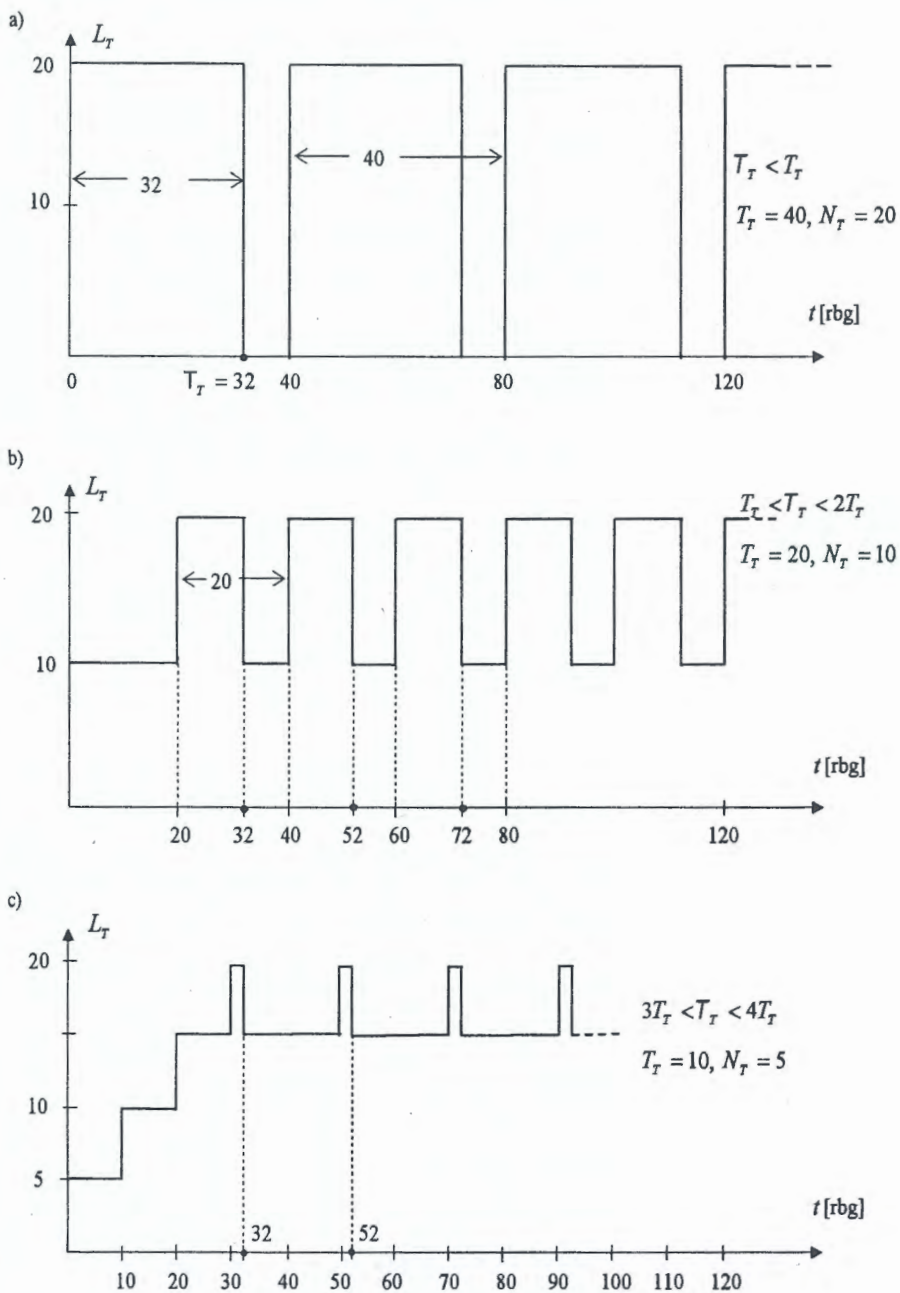 a)
L_T
20
10
32
40
T_T < T_T
T_T = 40, N_T = 20
t [rbg]
0
T_T = 32
40
80
120
b)
L_T
20
10
20
T_T < T_T < 2T_T
T_T = 20, N_T = 10
t [rbg]
20
32
40
52
60
72
80
120
c)
L_T
20
10
5
3T_T < T_T < 4T_T
T_T = 10, N_T = 5
t [rbg]
32
52
10
20
30
40
50
60
70
80
90
100
110
120